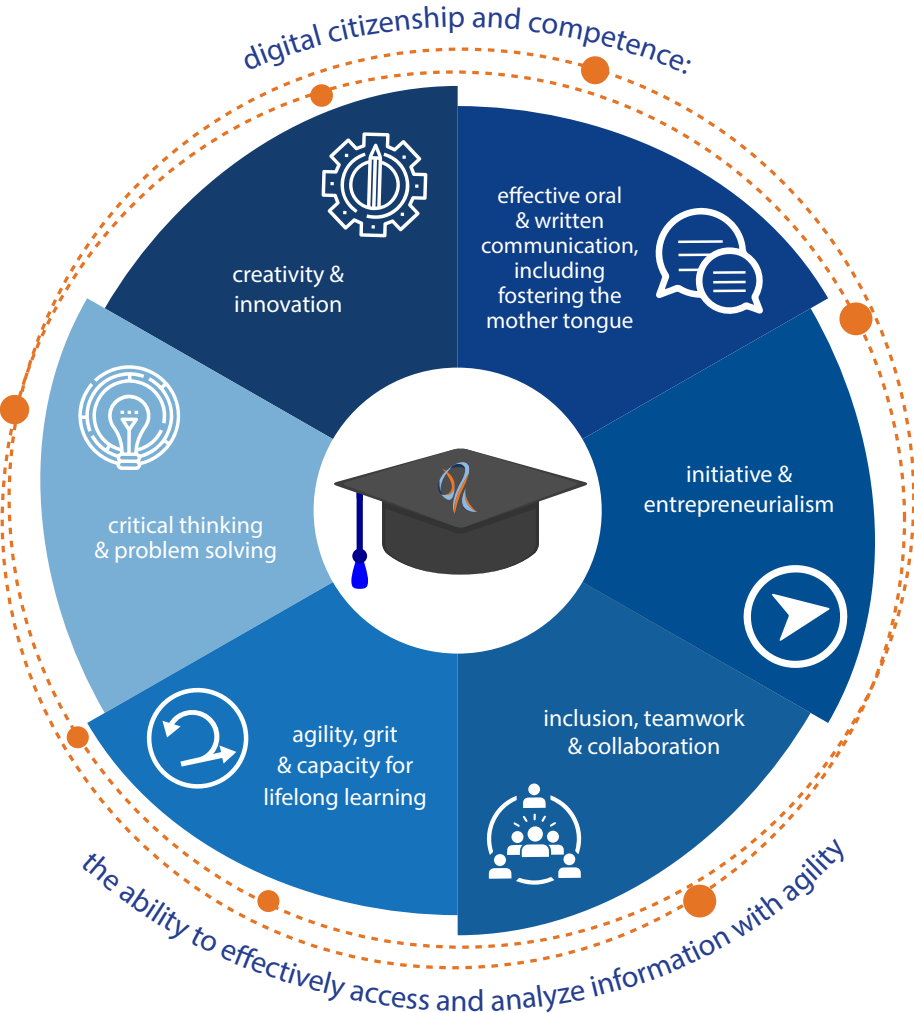 digital citizenship and competence:
effective oral
& written
communication,
including
fostering the
mother tongue
initiative &
entrepreneurialism
inclusion, teamwork
& collaboration
agility, grit
& capacity for
lifelong learning
critical thinking
& problem solving
creativity &
innovation
the ability to effectively access and analyze information with agility